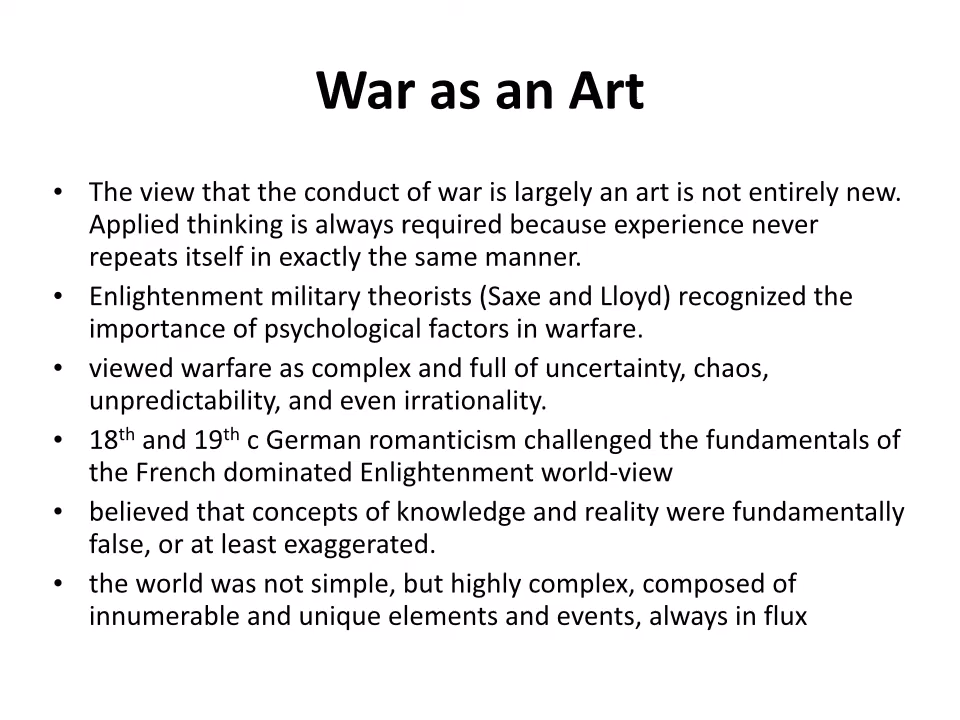 War as an Art
• The view that the conduct of war is largely an art is not entirely new.
Applied thinking is always required because experience never
repeats itself in exactly the same manner.
• Enlightenment military theorists (Saxe and Lloyd) recognized the
importance of psychological factors in warfare.
• viewed warfare as complex and full of uncertainty, chaos,
unpredictability, and even irrationality.
• 18th and 19th c German romanticism challenged the fundamentals of
the French dominated Enlightenment world-view
• believed that concepts of knowledge and reality were fundamentally
false, or at least exaggerated.
• the world was not simple, but highly complex, composed of
innumerable and unique elements and events, always in flux